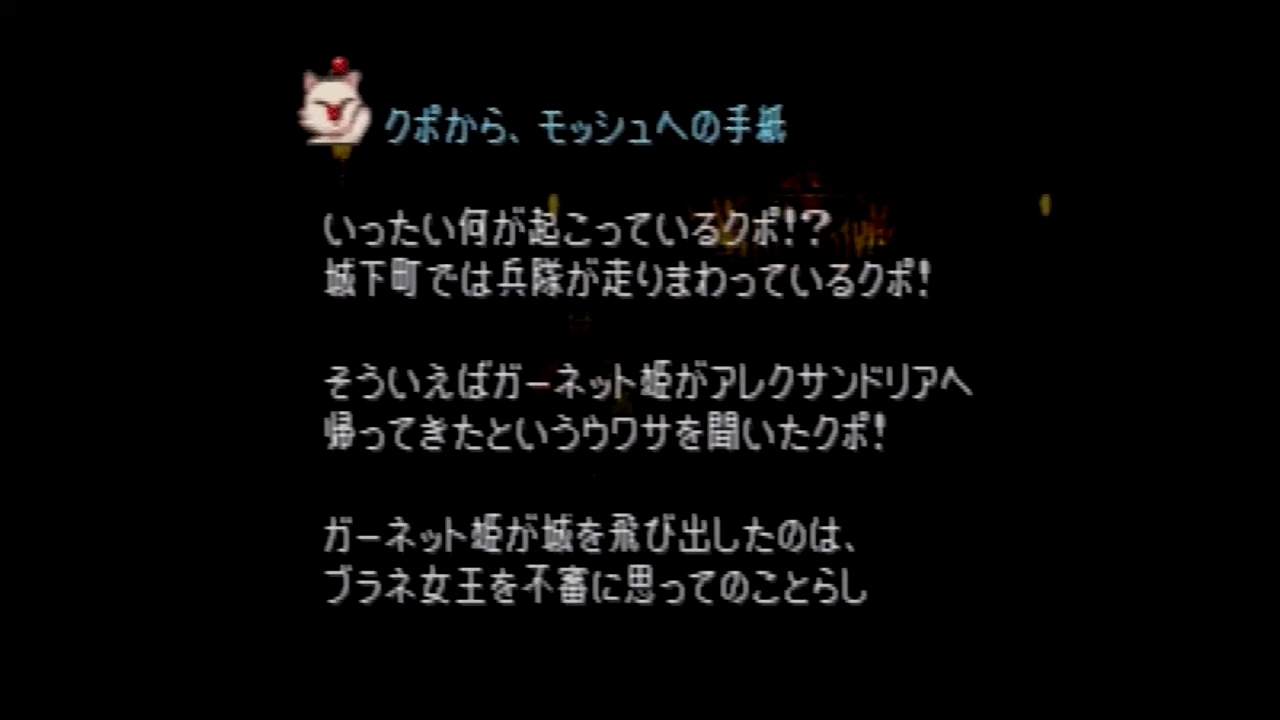 クポから、モッシュへの手紙
いったい何が起こっているクポ!?
城下町では兵隊が走りまわっているクポ!
そういえばガーネット姫がアレクサンドリアへ
帰ってきたというウワサを聞いたクポ!
ガーネット姫が城を飛び出したのは、
ブラネ女王を不審に思ってのことらし